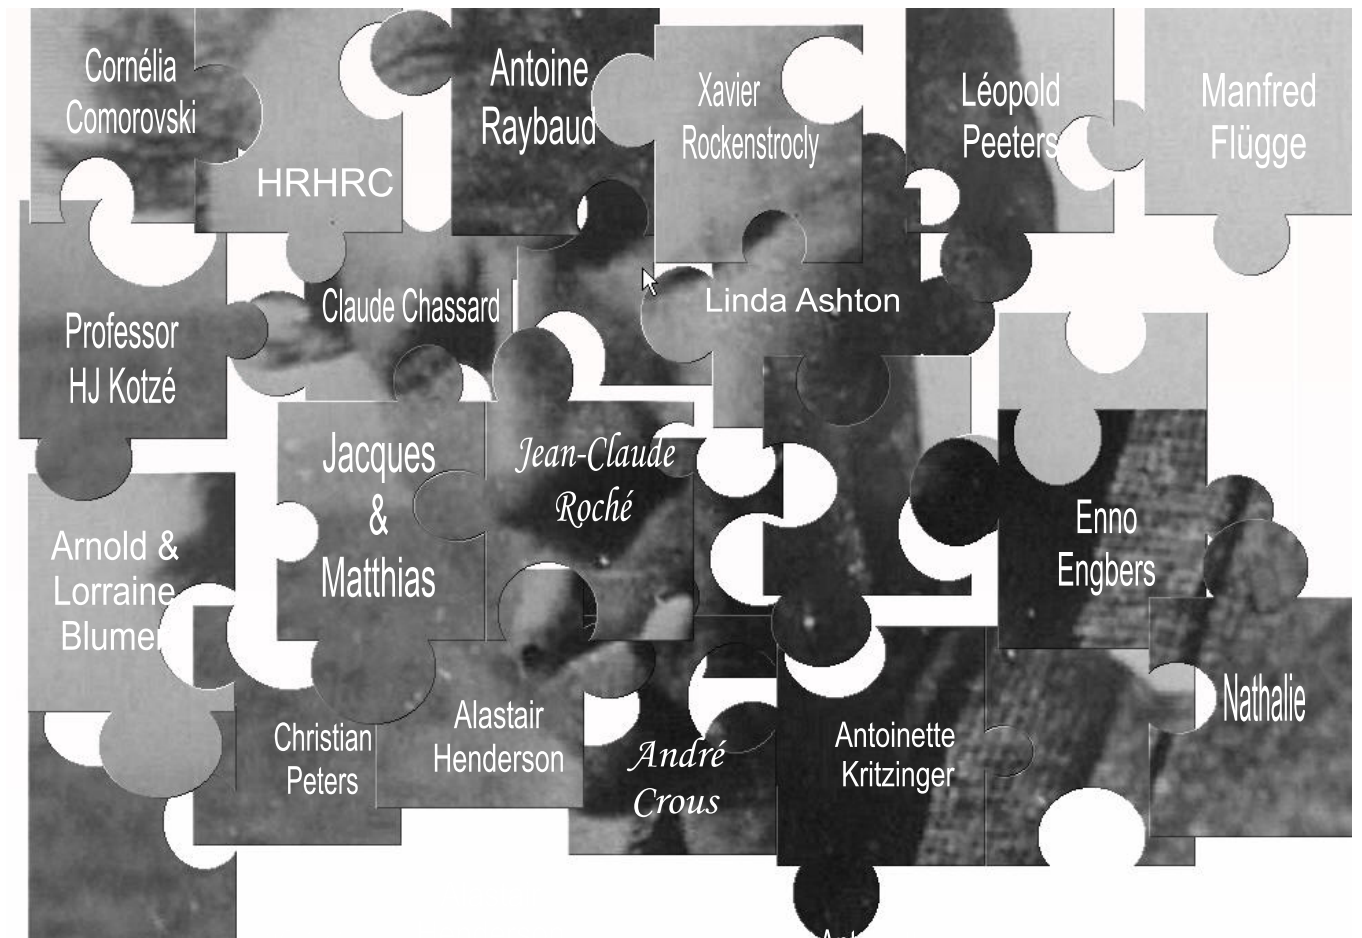 Cornélia
Comorovski
HRHRC
Antoine
Raybaud
Xavier
Rockenstrocly
Léopold
Peeters
Manfred
Flügge
Professor
HJ Kotzé
Claude Chassard
Linda Ashton
Jacques
&
Matthias
Jean-Claude
Roché
Enno
Engbers
Arnold &
Lorraine
Blumer
Christian
Peters
Alastair
Henderson
André
Crous
Antoinette
Kritzinger
Nathalie